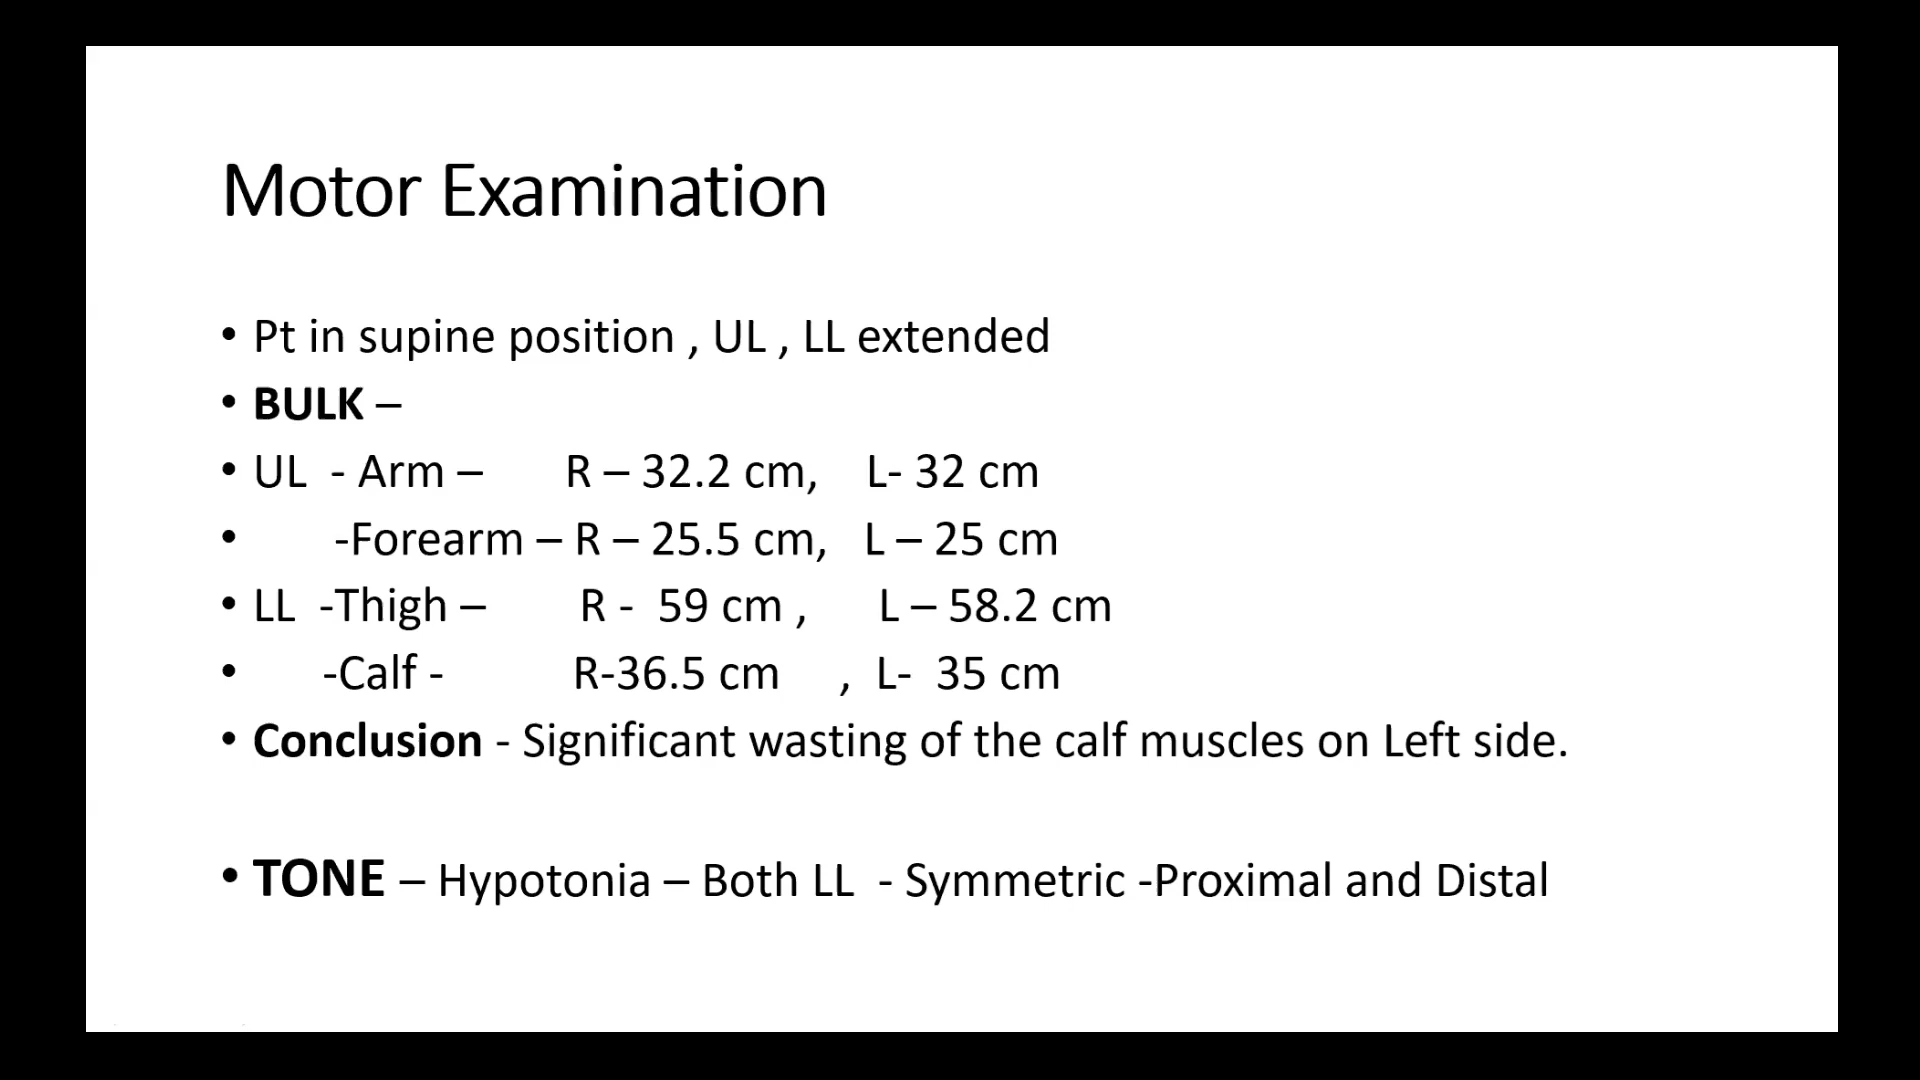 Motor Examination
• Pt in supine position , UL , LL extended
• BULK –
• UL - Arm – R – 32.2 cm, L- 32 cm
• -Forearm – R – 25.5 cm, L – 25 cm
• LL -Thigh – R - 59 cm , L – 58.2 cm
• -Calf - R-36.5 cm , L- 35 cm
• Conclusion - Significant wasting of the calf muscles on Left side.
• TONE – Hypotonia – Both LL - Symmetric -Proximal and Distal